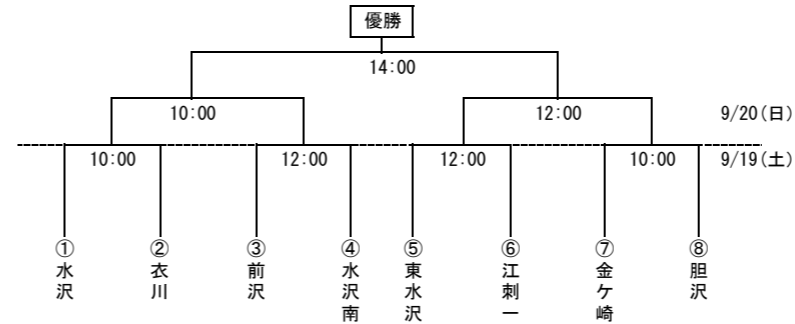 優勝
14:00
10:00
12:00
9/20(日)
10:00
12:00
12:00
10:00
9/19(土)
①水沢
②衣川
③前沢
④水沢南
⑤東水沢
⑥江刺一
⑦金ケ崎
⑧胆沢